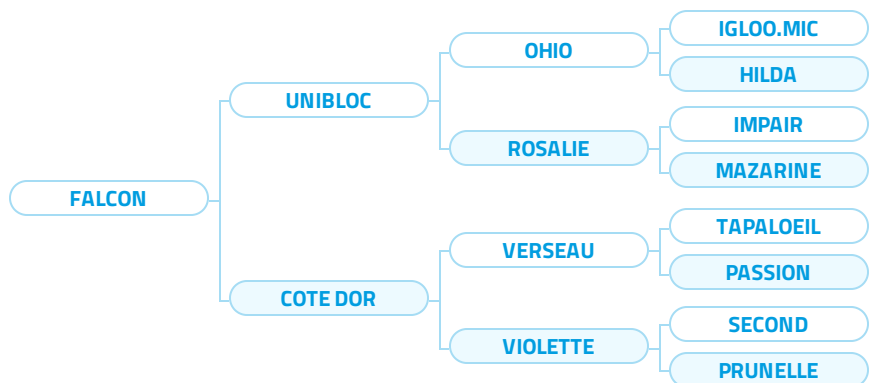 IGLOO.MIC
OHIO
HILDA
UNIBLOC
IMPAIR
ROSALIE
MAZARINE
FALCON
TAPALOEIL
VERSEAU
PASSION
COTE DOR
SECOND
VIOLETTE
PRUNELLE